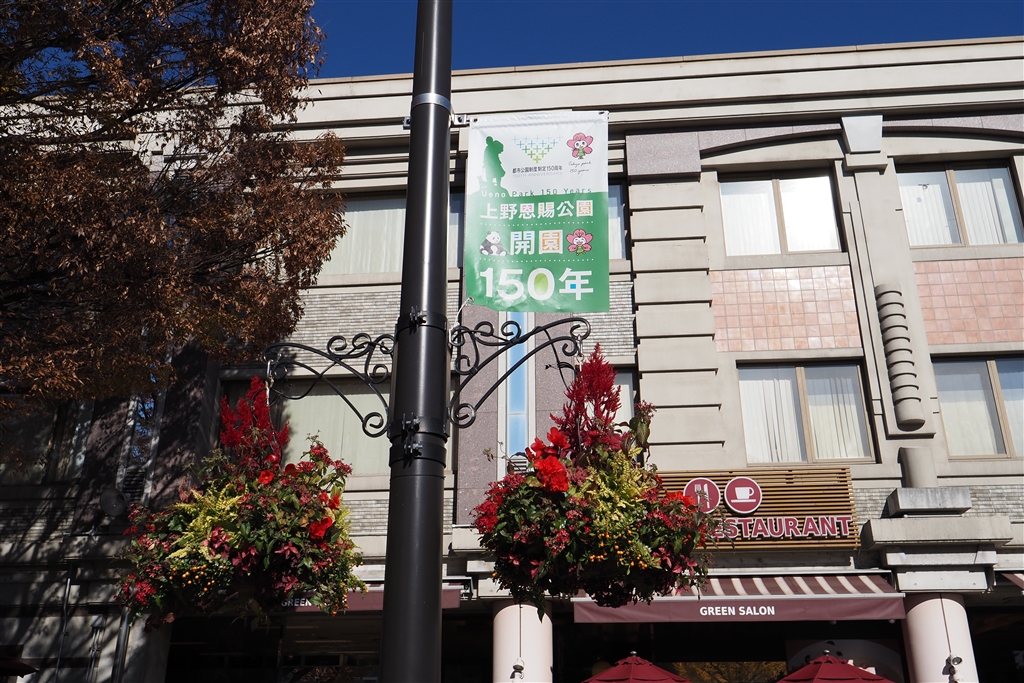 都市公園制度制定150周年
Ueno Park 150 Years
上野恩賜公園
開園
150年
RESTAURANT
GREEN SALON
GREEN